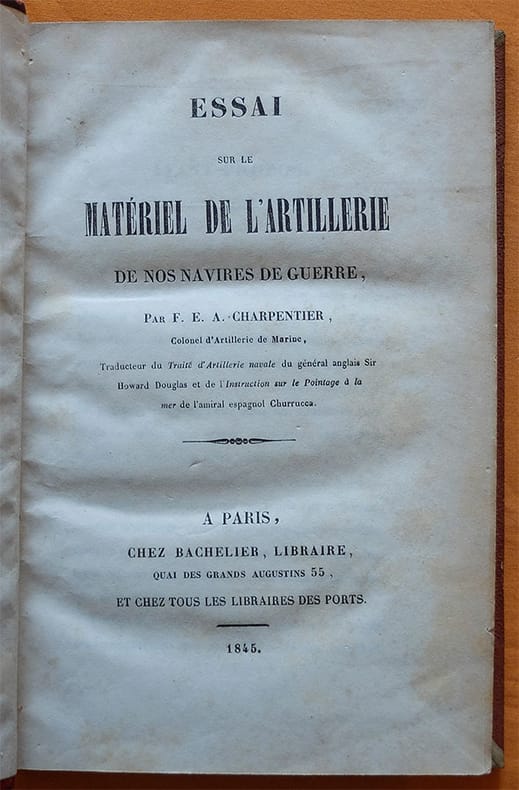 ESSAI
SUR LE
MATÉRIEL DE L'ARTILLERIE
DE NOS NAVIRES DE GUERRE,
PAR F. E. A. CHARPENTIER,
Colonel d'Artillerie de Marine,
Traducteur du Traité d'Artillerie navale du général anglais Sir
Howard Douglas et de l'Instruction sur le Pointage à la
mer de l'amiral espagnol Churrucca.
A PARIS,
CHEZ BACHELIER, LIBRAIRE,
QUAI DES GRANDS AUGUSTINS 55,
ET CHEZ TOUS LES LIBRAIRES DES PORTS.
1845.